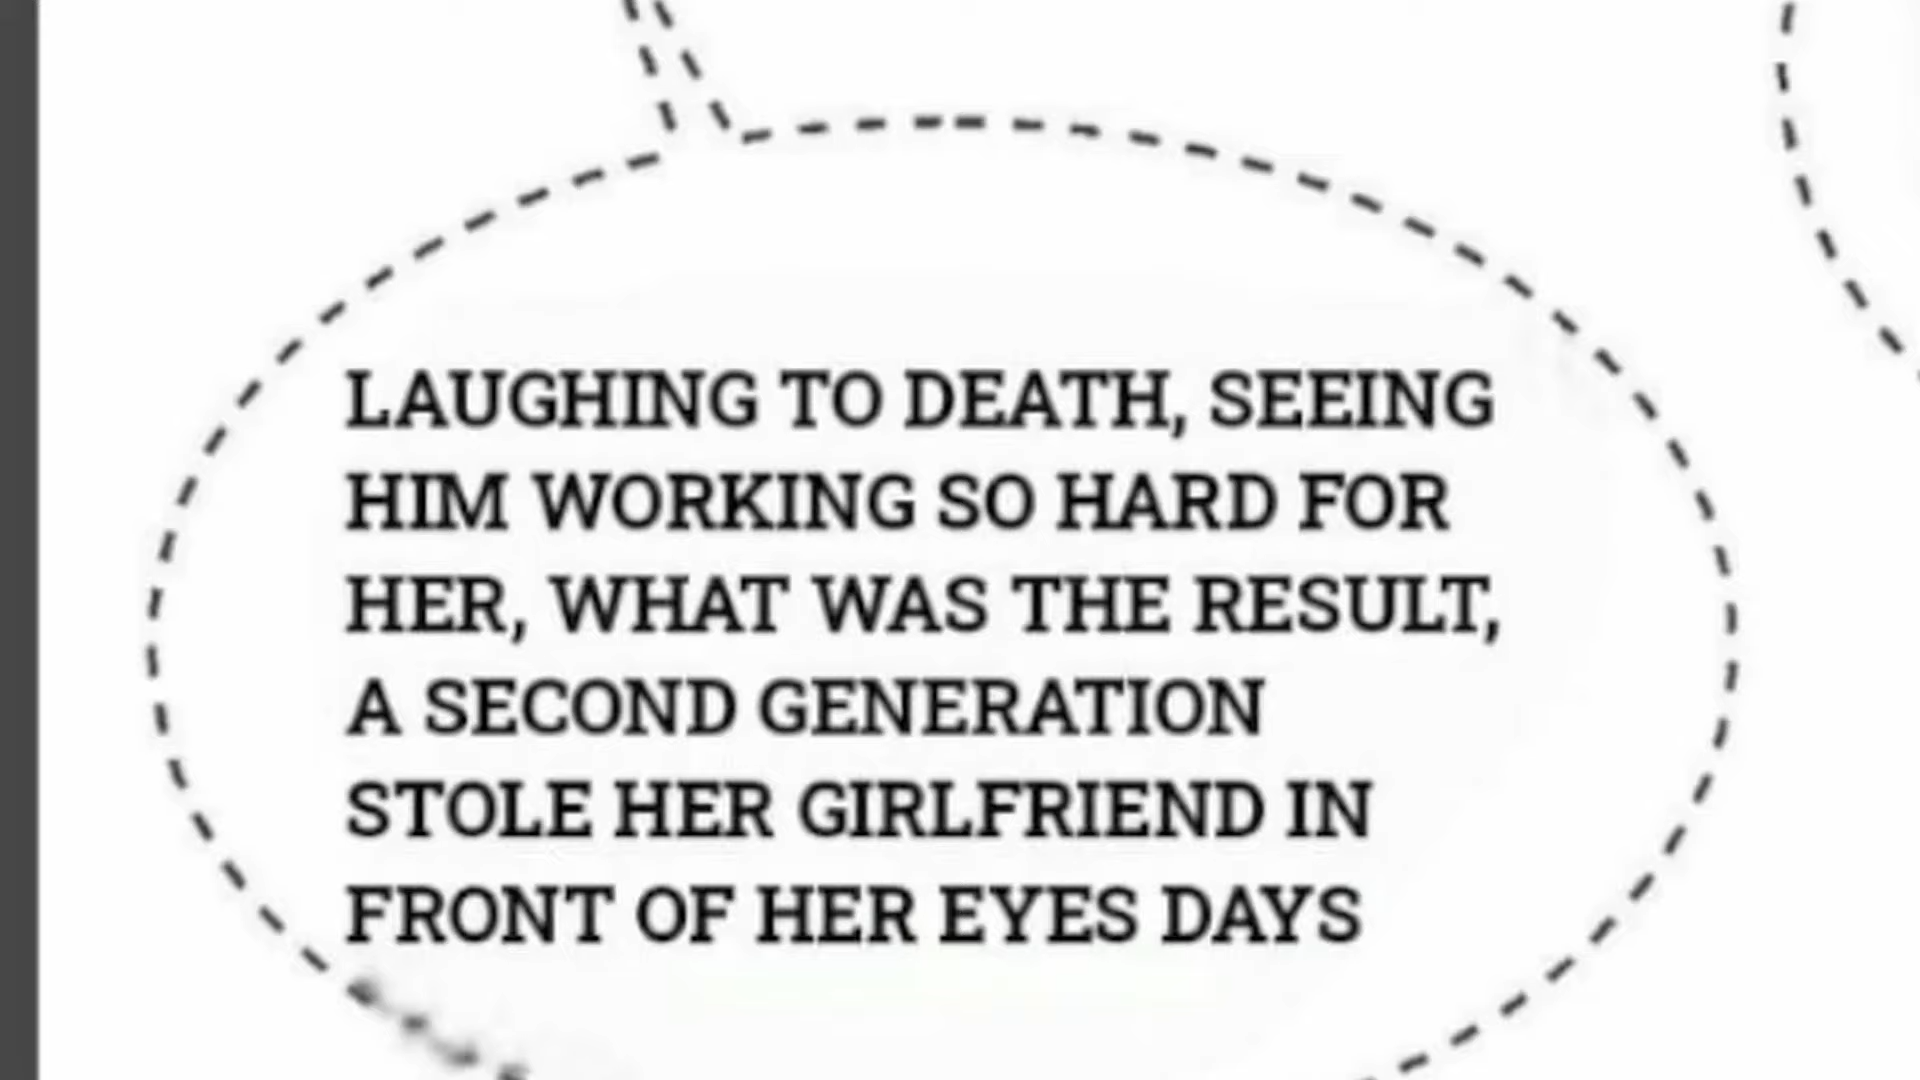 LAUGHING TO DEATH, SEEING
HIM WORKING SO HARD FOR
HER, WHAT WAS THE RESULT,
A SECOND GENERATION
STOLE HER GIRLFRIEND IN
FRONT OF HER EYES DAYS